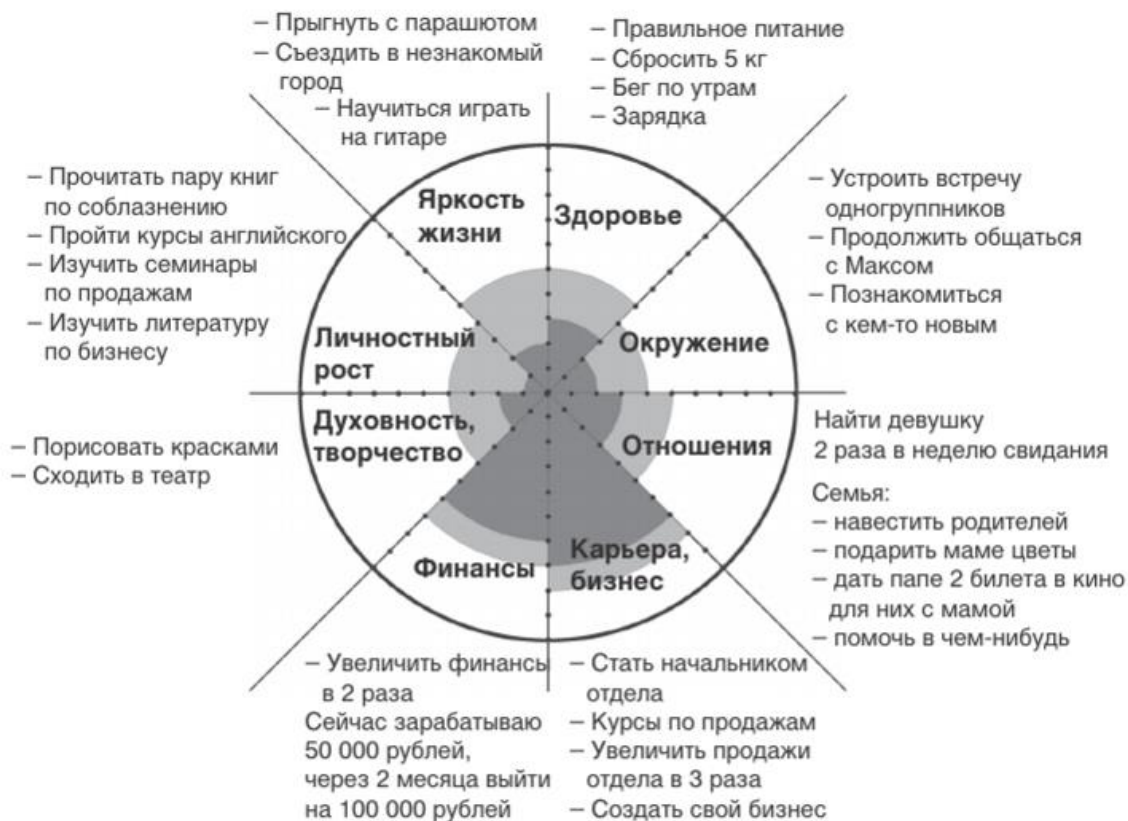 – Прыгнуть с парашютом
– Съездить в незнакомый
город
– Научиться играть
на гитаре
– Правильное питание
– Сбросить 5 кг
– Бег по утрам
– Зарядка
– Прочитать пару книг
по соблазнению
– Пройти курсы английского
– Изучить семинары
по продажам
– Изучить литературу
по бизнесу
Яркость
жизни
Здоровье
– Устроить встречу
одногруппников
– Продолжить общаться
с Максом
– Познакомиться
с кем-то новым
Личностный
рост
Окружение
Духовность,
творчество
Отношения
– Порисовать красками
– Сходить в театр
Найти девушку
2 раза в неделю свидания
Семья:
– навестить родителей
– подарить маме цветы
– дать папе 2 билета в кино
для них с мамой
– помочь в чем-нибудь
Финансы
Карьера,
бизнес
– Увеличить финансы
в 2 раза
Сейчас зарабатываю
50 000 рублей,
через 2 месяца выйти
на 100 000 рублей
– Стать начальником
отдела
– Курсы по продажам
– Увеличить продажи
отдела в 3 раза
– Создать свой бизнес